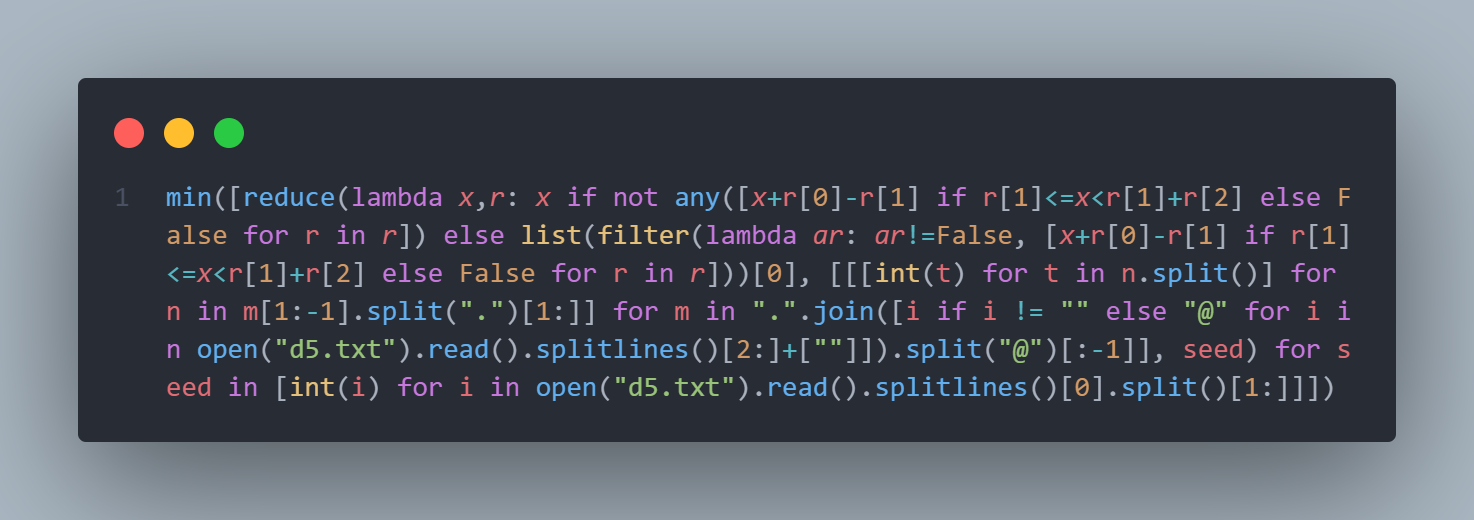 1 min([reduce(lambda x,r: x if not any([x+r[0]-r[1] if r[1]<=x<r[1]+r[2] else F
alse for r in r]) else list(filter(lambda ar: ar!=False, [x+r[0]-r[1] if r[1]
<=x<r[1]+r[2] else False for r in r]))[0], [[[int(t) for t in n.split()] for
n in m[1:-1].split(".")[1:]] for m in ".".join([i if i != "" else "@" for i i
n open("d5.txt").read().splitlines()[2:]+[""]]).split("@")[:-1]], seed) for s
eed in [int(i) for i in open("d5.txt").read().splitlines()[0].split()[1:]]])